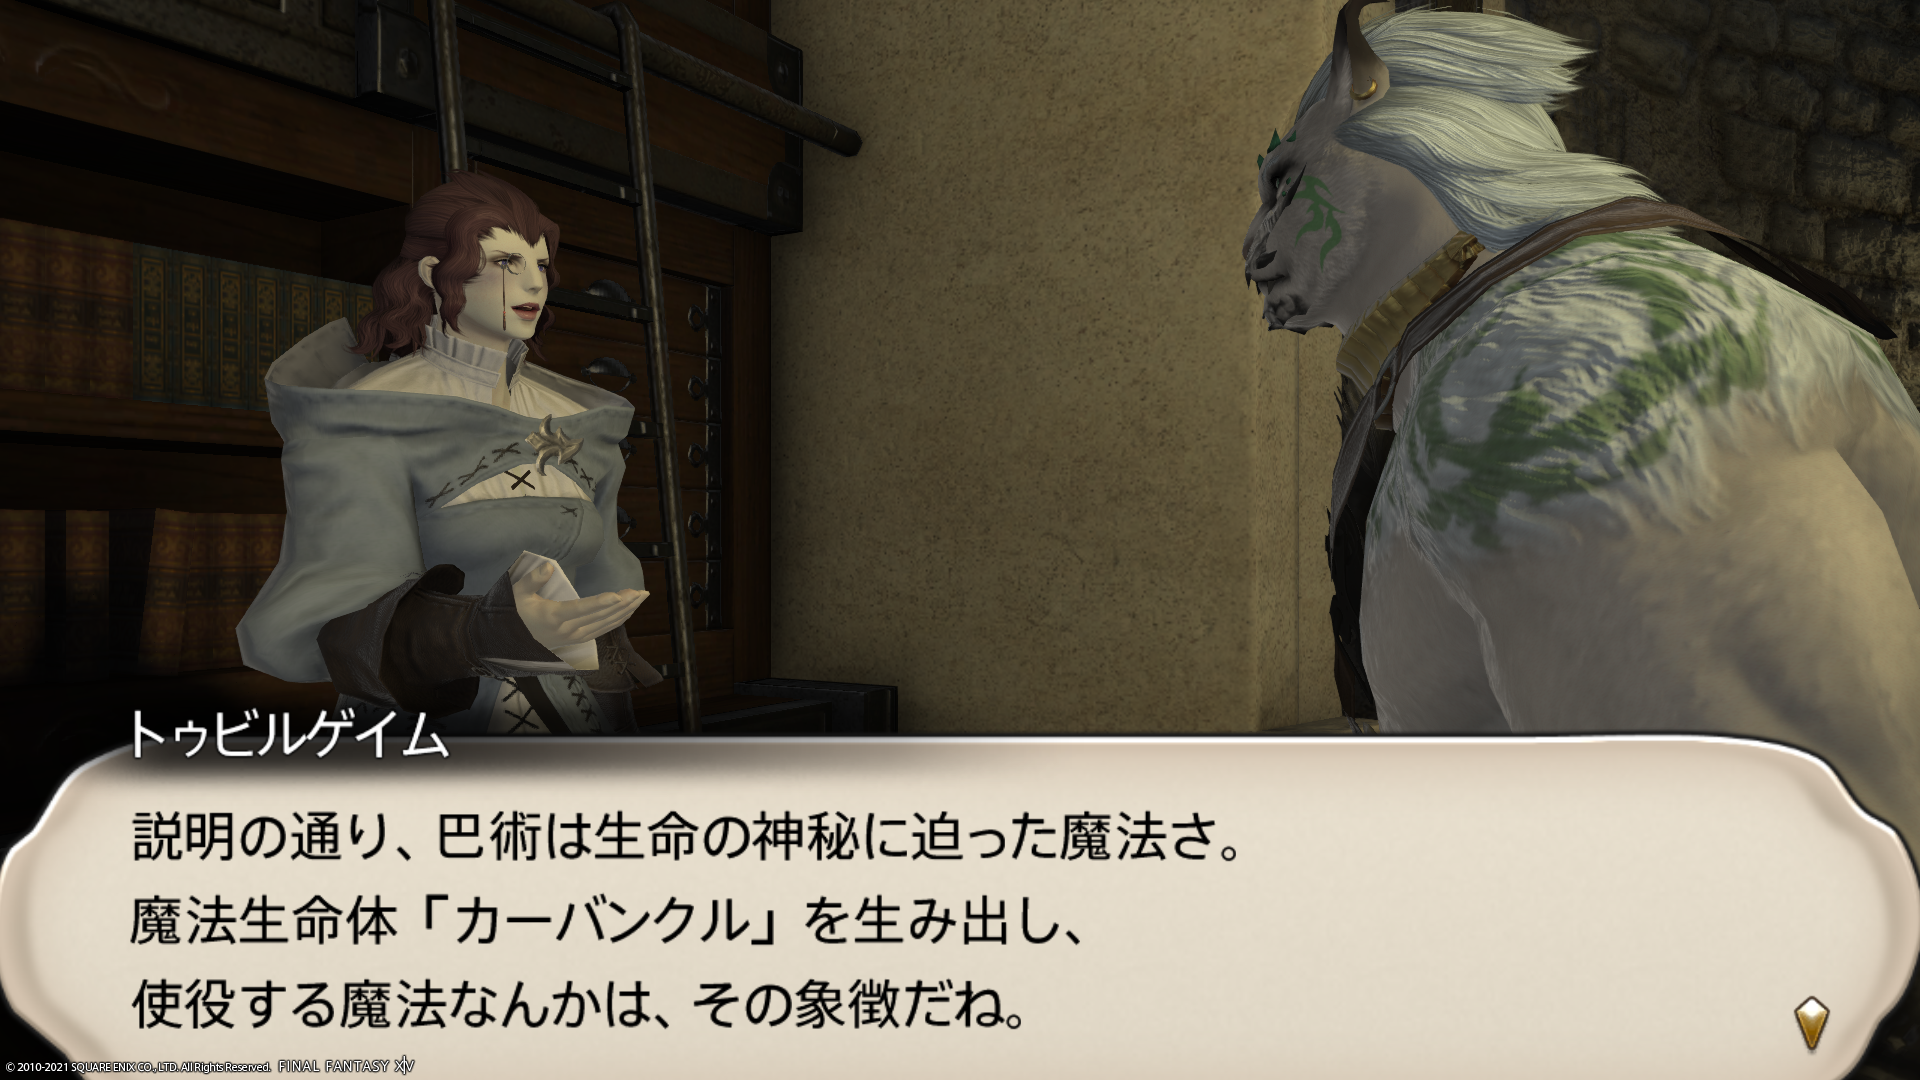 トゥビルゲイム
説明の通り、巴術は生命の神秘に迫った魔法さ。
魔法生命体「カーバンクル」を生み出し、
使役する魔法なんかは、その象徴だね。
© 2010-2021 SQUARE ENIX CO., LTD. All Rights Reserved. FINAL FANTASY XIV